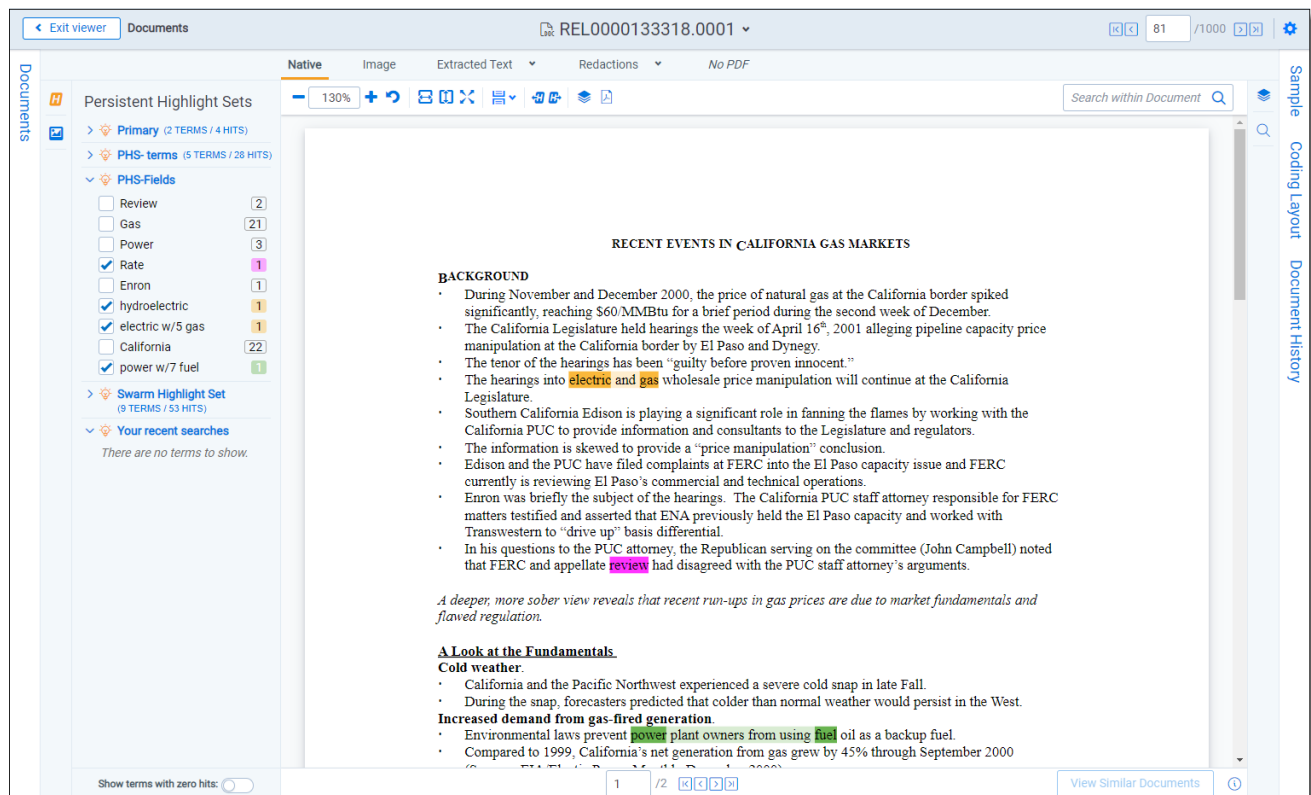 Exit viewer
Documents
REL0000133318.0001
81
/1000
Documents
Native
Image
Extracted Text
Redactions
No PDF
Persistent Highlight Sets
Primary (2 TERMS / 4 HITS)
PHS- terms (5 TERMS / 28 HITS)
PHS-Fields
Review 2
Gas 21
Power 3
Rate 1
Enron 1
hydroelectric 1
electric w/5 gas 1
California 22
power w/7 fuel 1
Swarm Highlight Set
(9 TERMS / 53 HITS)
Your recent searches
There are no terms to show.
Show terms with zero hits:
130%
Search within Document
RECENT EVENTS IN CALIFORNIA GAS MARKETS
BACKGROUND
· During November and December 2000, the price of natural gas at the California border spiked
significantly, reaching $60/MMBtu for a brief period during the second week of December.
· The California Legislature held hearings the week of April 16th, 2001 alleging pipeline capacity price
manipulation at the California border by El Paso and Dynegy.
· The tenor of the hearings has been “guilty before proven innocent.”
· The hearings into electric and gas wholesale price manipulation will continue at the California
Legislature.
· Southern California Edison is playing a significant role in fanning the flames by working with the
California PUC to provide information and consultants to the Legislature and regulators.
· The information is skewed to provide a “price manipulation” conclusion.
· Edison and the PUC have filed complaints at FERC into the El Paso capacity issue and FERC
currently is reviewing El Paso’s commercial and technical operations.
· Enron was briefly the subject of the hearings. The California PUC staff attorney responsible for FERC
matters testified and asserted that ENA previously held the El Paso capacity and worked with
Transwestern to “drive up” basis differential.
· In his questions to the PUC attorney, the Republican serving on the committee (John Campbell) noted
that FERC and appellate review had disagreed with the PUC staff attorney’s arguments.
A deeper, more sober view reveals that recent run-ups in gas prices are due to market fundamentals and
flawed regulation.
A Look at the Fundamentals
Cold weather.
· California and the Pacific Northwest experienced a severe cold snap in late Fall.
· During the snap, forecasters predicted that colder than normal weather would persist in the West.
Increased demand from gas-fired generation.
· Environmental laws prevent power plant owners from using fuel oil as a backup fuel.
· Compared to 1999, California’s net generation from gas grew by 45% through September 2000
1
/2
View Similar Documents
Sample
Coding Layout
Document History